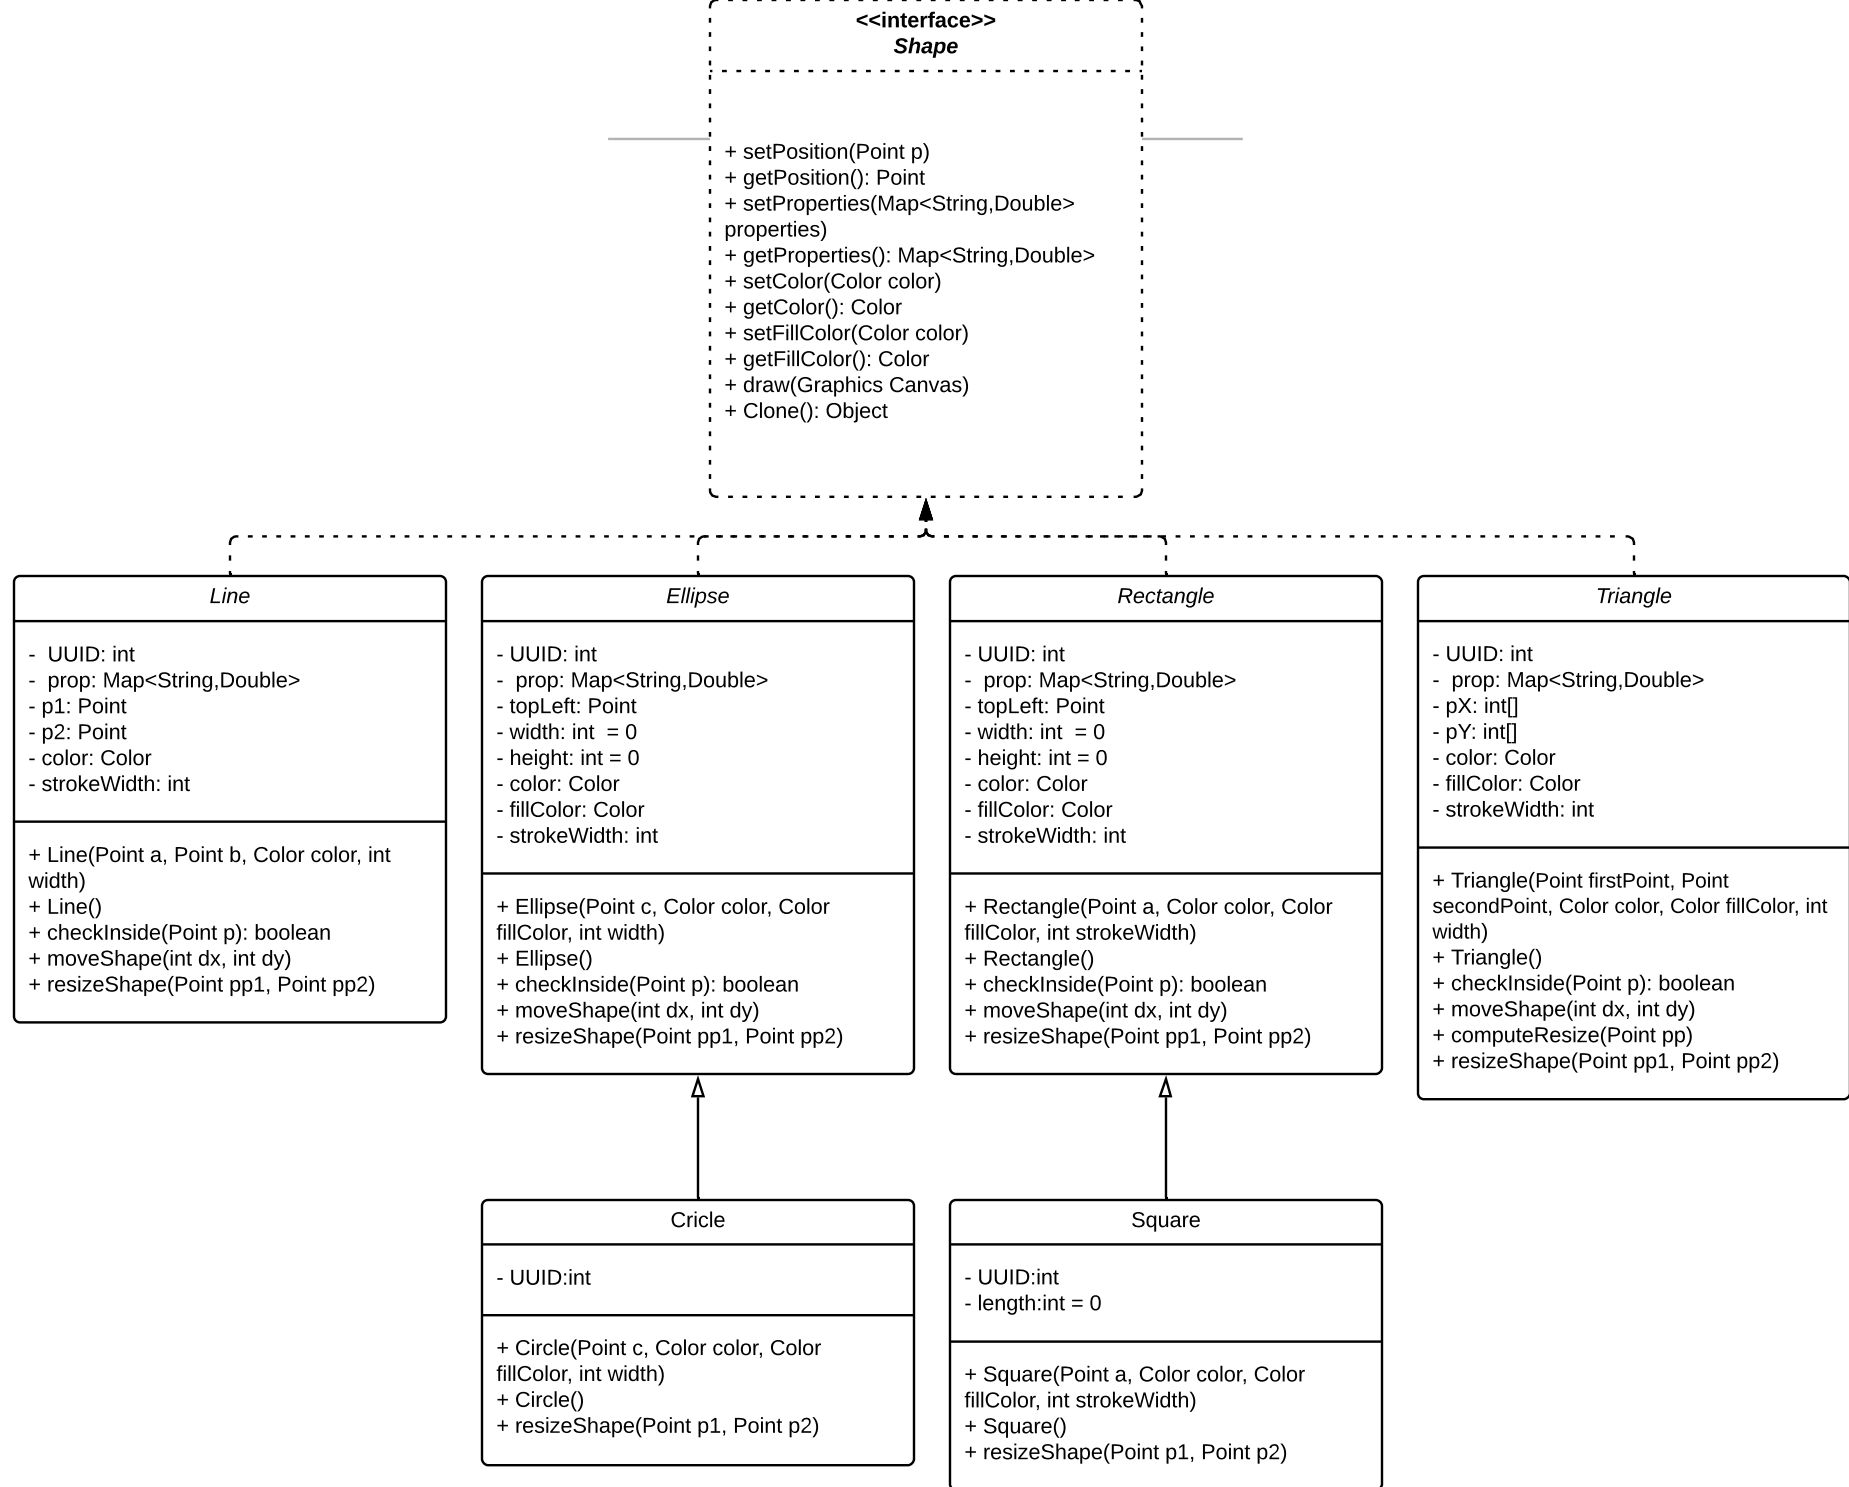 <<interface>>
Shape
+ setPosition(Point p)
+ getPosition(): Point
+ setProperties(Map<String,Double>
properties)
+ getProperties(): Map<String,Double>
+ setColor(Color color)
+ getColor(): Color
+ setFillColor(Color color)
+ getFillColor(): Color
+ draw(Graphics Canvas)
+ Clone(): Object
Line
-  UUID: int
-  prop: Map<String,Double>
- p1: Point
- p2: Point
- color: Color
- strokeWidth: int
+ Line(Point a, Point b, Color color, int
width)
+ Line()
+ checkInside(Point p): boolean
+ moveShape(int dx, int dy)
+ resizeShape(Point pp1, Point pp2)
Ellipse
- UUID: int
-  prop: Map<String,Double>
- topLeft: Point
- width: int  = 0
- height: int = 0
- color: Color
- fillColor: Color
- strokeWidth: int
+ Ellipse(Point c, Color color, Color
fillColor, int width)
+ Ellipse()
+ checkInside(Point p): boolean
+ moveShape(int dx, int dy)
+ resizeShape(Point pp1, Point pp2)
Rectangle
- UUID: int
-  prop: Map<String,Double>
- topLeft: Point
- width: int  = 0
- height: int = 0
- color: Color
- fillColor: Color
- strokeWidth: int
+ Rectangle(Point a, Color color, Color
fillColor, int strokeWidth)
+ Rectangle()
+ checkInside(Point p): boolean
+ moveShape(int dx, int dy)
+ resizeShape(Point pp1, Point pp2)
Triangle
- UUID: int
-  prop: Map<String,Double>
- pX: int[]
- pY: int[]
- color: Color
- fillColor: Color
- strokeWidth: int
+ Triangle(Point firstPoint, Point
secondPoint, Color color, Color fillColor, int
width)
+ Triangle()
+ checkInside(Point p): boolean
+ moveShape(int dx, int dy)
+ computeResize(Point pp)
+ resizeShape(Point pp1, Point pp2)
Cricle
- UUID:int
+ Circle(Point c, Color color, Color
fillColor, int width)
+ Circle()
+ resizeShape(Point p1, Point p2)
Square
- UUID:int
- length:int = 0
+ Square(Point a, Color color, Color
fillColor, int strokeWidth)
+ Square()
+ resizeShape(Point p1, Point p2)